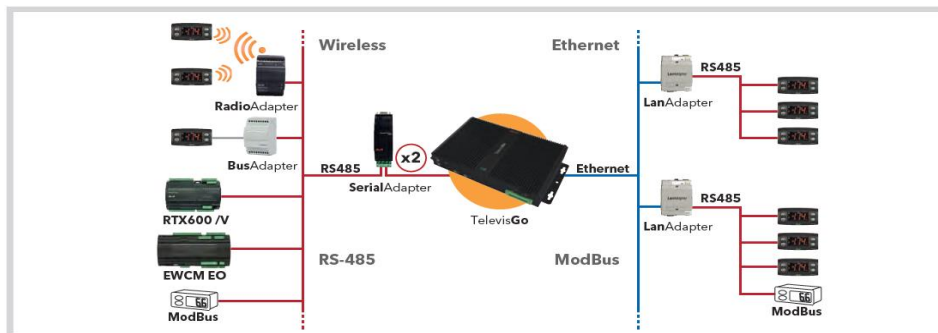 Wireless
Ethernet
RS485
RadioAdapter
LanAdapter
BusAdapter
x2
RS485
Ethernet
SerialAdapter
TelevisGo
RTX600 /V
RS485
LanAdapter
EWCM EO
RS-485
ModBus
ModBus
ModBus